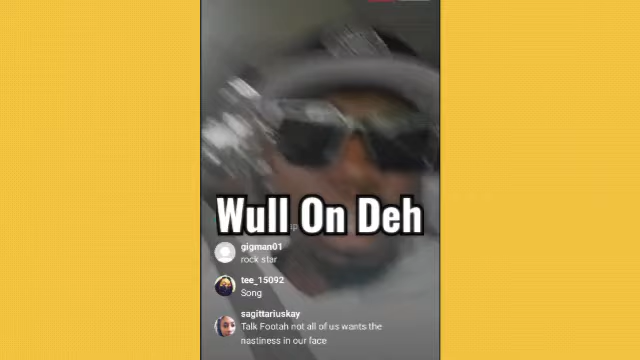 Wull On Deh
gigman01
rock star
tee_15092
Song
sagittariuskay
Talk Footah not all of us wants the
nastiness in our face